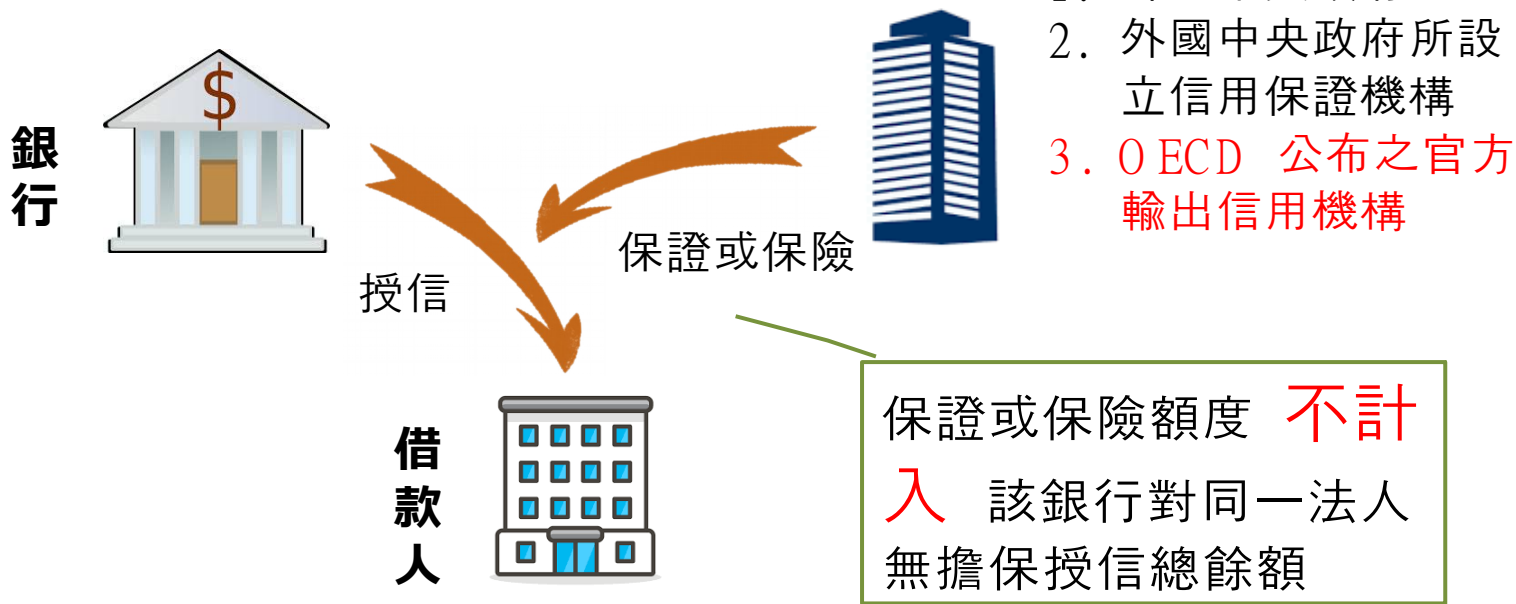 2. 外國中央政府所設
立信用保證機構
3. OECD 公布之官方
輸出信用機構
$
銀行
保證或保險
授信
借款人
保證或保險額度 不計
入 該銀行對同一法人
無擔保授信總餘額